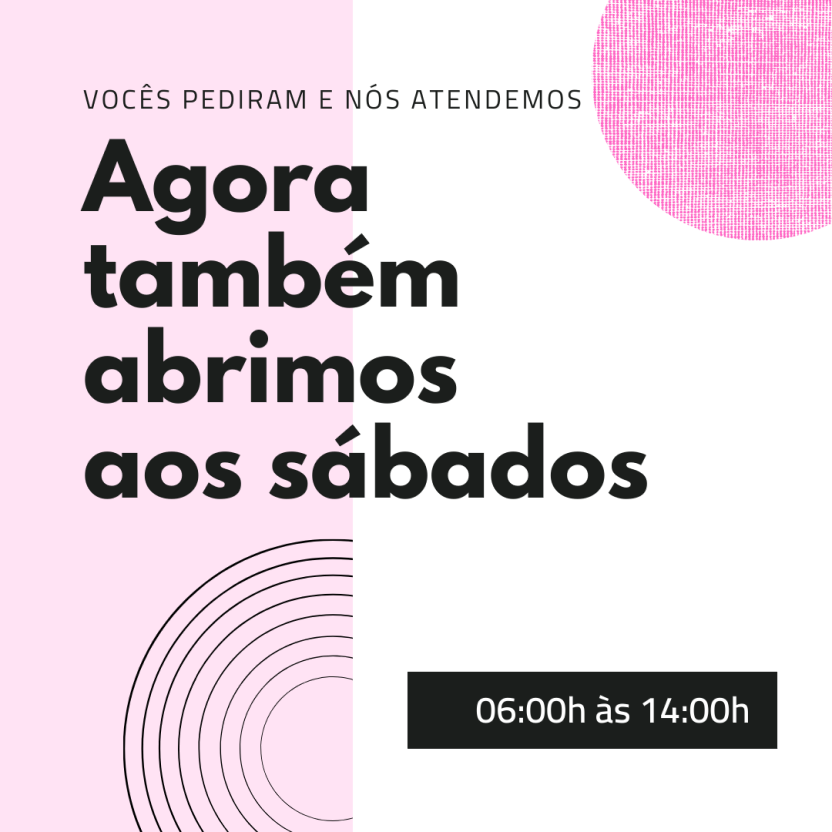 VOCÊS PEDIRAM E NÓS ATENDEMOS
Agora
também
abrimos
aos sábados
06:00h às 14:00h